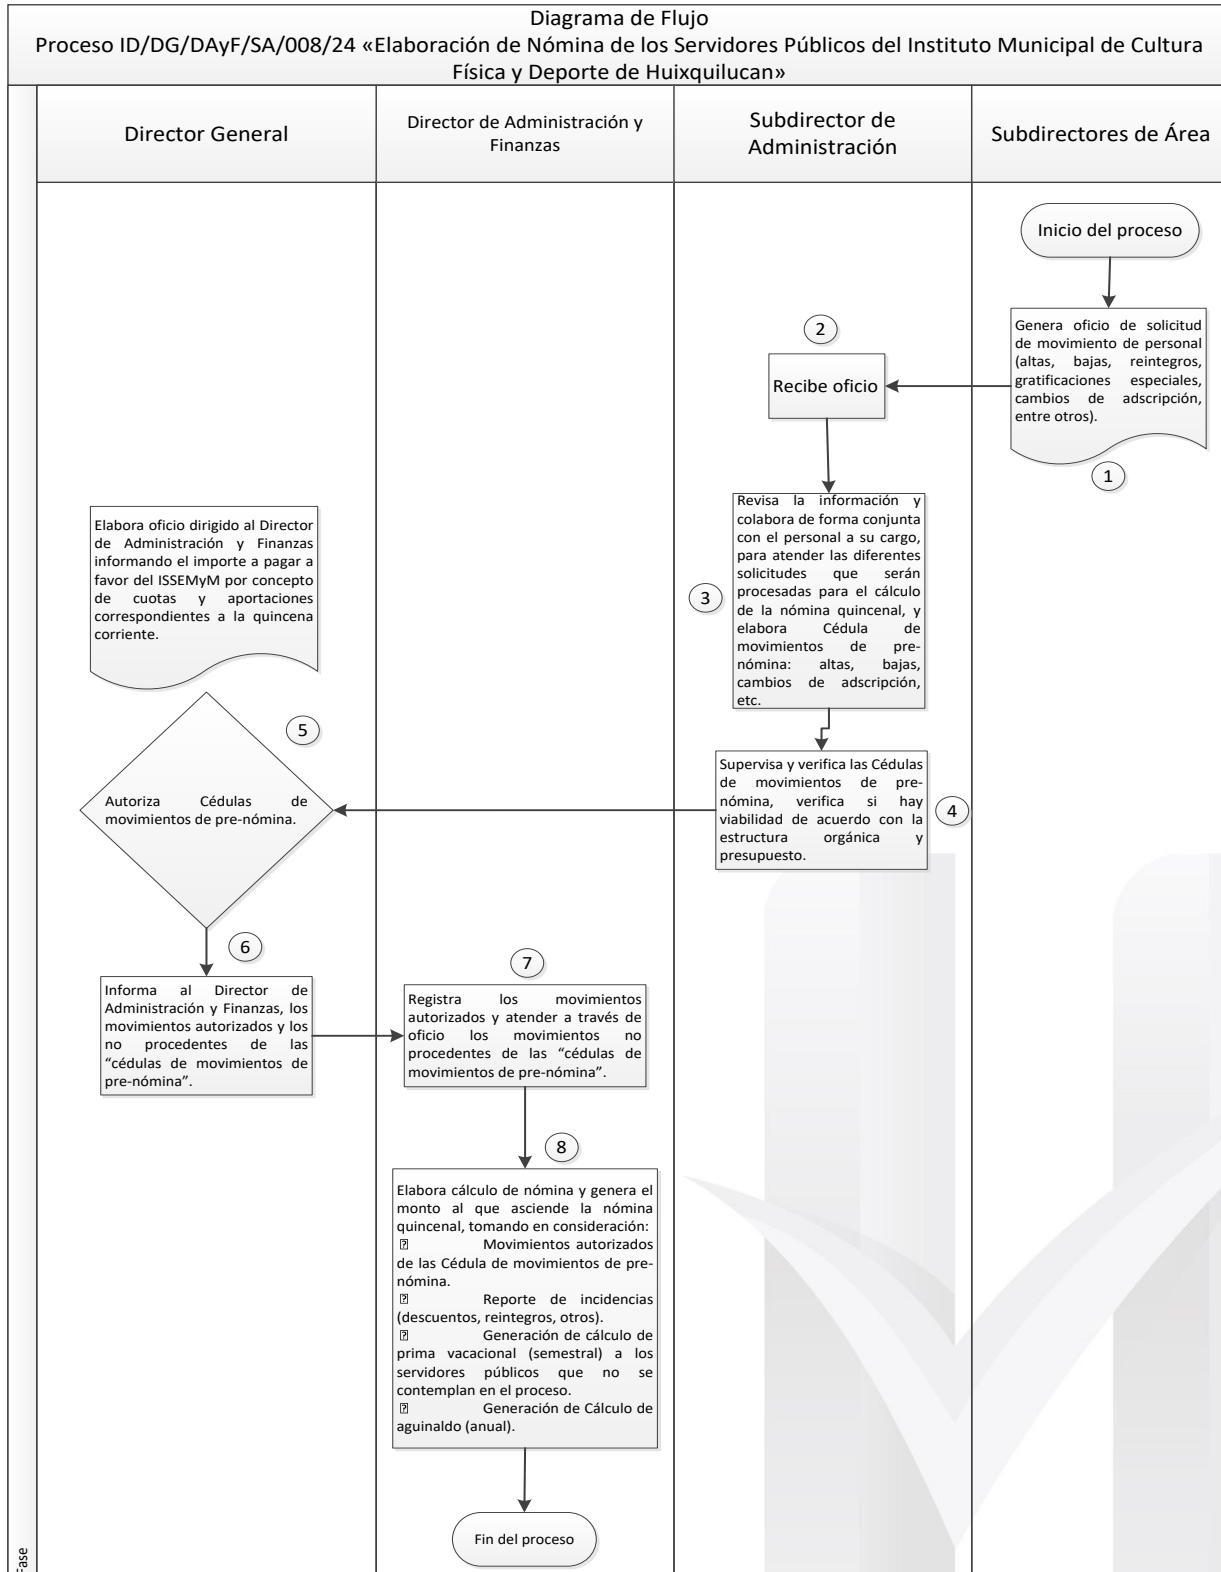 Diagrama de Flujo
Proceso ID/DG/DAyF/SA/008/24 «Elaboración de Nómina de los Servidores Públicos del Instituto Municipal de Cultura
Física y Deporte de Huixquilucan»
Director General
Director de Administración y
Finanzas
Subdirector de
Administración
Subdirectores de Área
Inicio del proceso
Genera oficio de solicitud
de movimiento de personal
(altas, bajas, reintegros,
gratificaciones especiales,
cambios de adscripción,
entre otros).
1
2
Recibe oficio
Revisa la información y
colabora de forma conjunta
con el personal a su cargo,
para atender las diferentes
solicitudes que serán
procesadas para el cálculo
de la nómina quincenal, y
elabora Cédula de
movimientos de pre-
nómina: altas, bajas,
cambios de adscripción,
etc.
3
Supervisa y verifica las Cédulas
de movimientos de pre-
nómina, verifica si hay
viabilidad de acuerdo con la
estructura orgánica y
presupuesto.
4
Elabora oficio dirigido al Director
de Administración y Finanzas
informando el importe a pagar a
favor del ISSEMyM por concepto
de cuotas y aportaciones
correspondientes a la quincena
corriente.
5
Autoriza Cédulas de
movimientos de pre-nómina.
6
Informa al Director de
Administración y Finanzas, los
movimientos autorizados y los
no procedentes de las
“cédulas de movimientos de
pre-nómina”.
7
Registra los movimientos
autorizados y atender a través de
oficio los movimientos no
procedentes de las “cédulas de
movimientos de pre-nómina”.
8
Elabora cálculo de nómina y genera el
monto al que asciende la nómina
quincenal, tomando en consideración:
Movimientos autorizados
de las Cédula de movimientos de pre-
nómina.
Reporte de incidencias
(descuentos, reintegros, otros).
Generación de cálculo de
prima vacacional (semestral) a los
servidores públicos que no se
contemplan en el proceso.
Generación de Cálculo de
aguinaldo (anual).
Fin del proceso
Fase